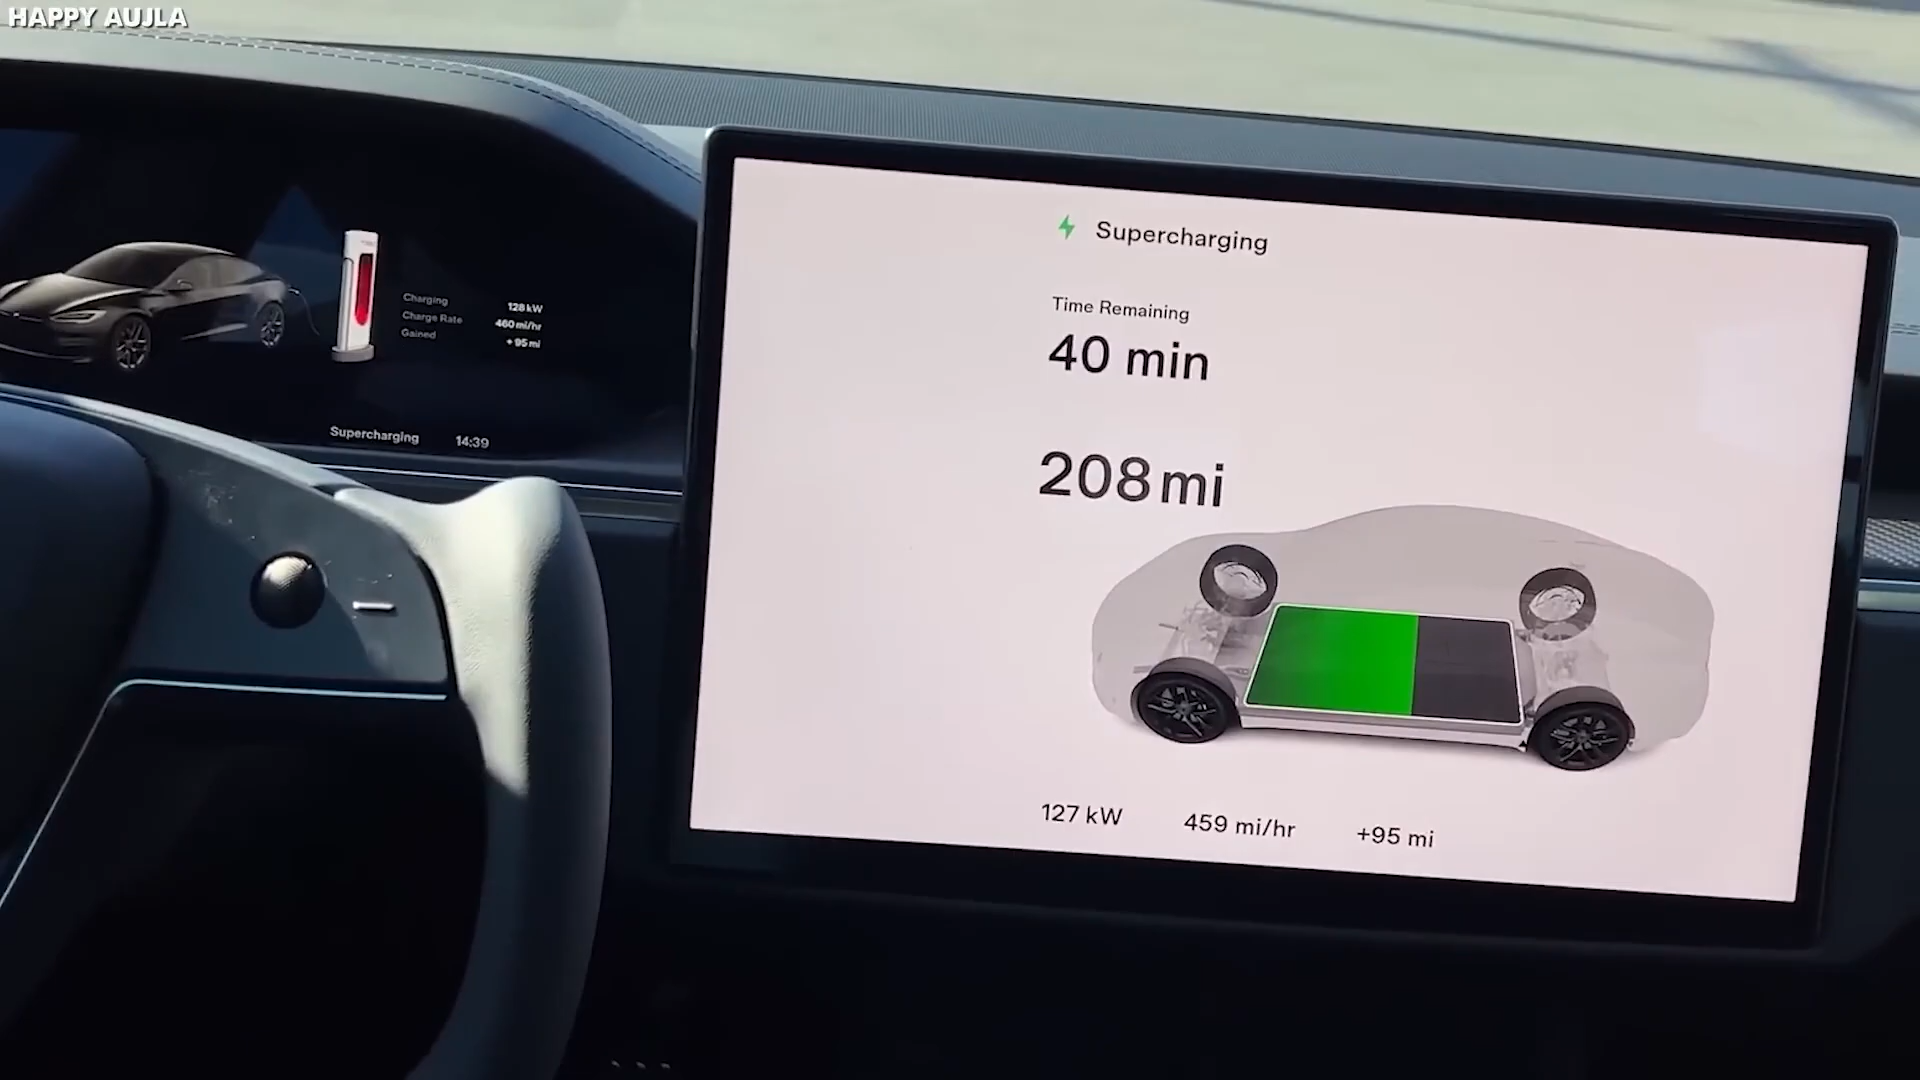 HAPPY AUJLA
Charging 128 kW
Charge Rate 460 mi/hr
Gained +95 mi
Supercharging 14:39
Supercharging
Time Remaining
40 min
208 mi
127 kW 459 mi/hr +95 mi